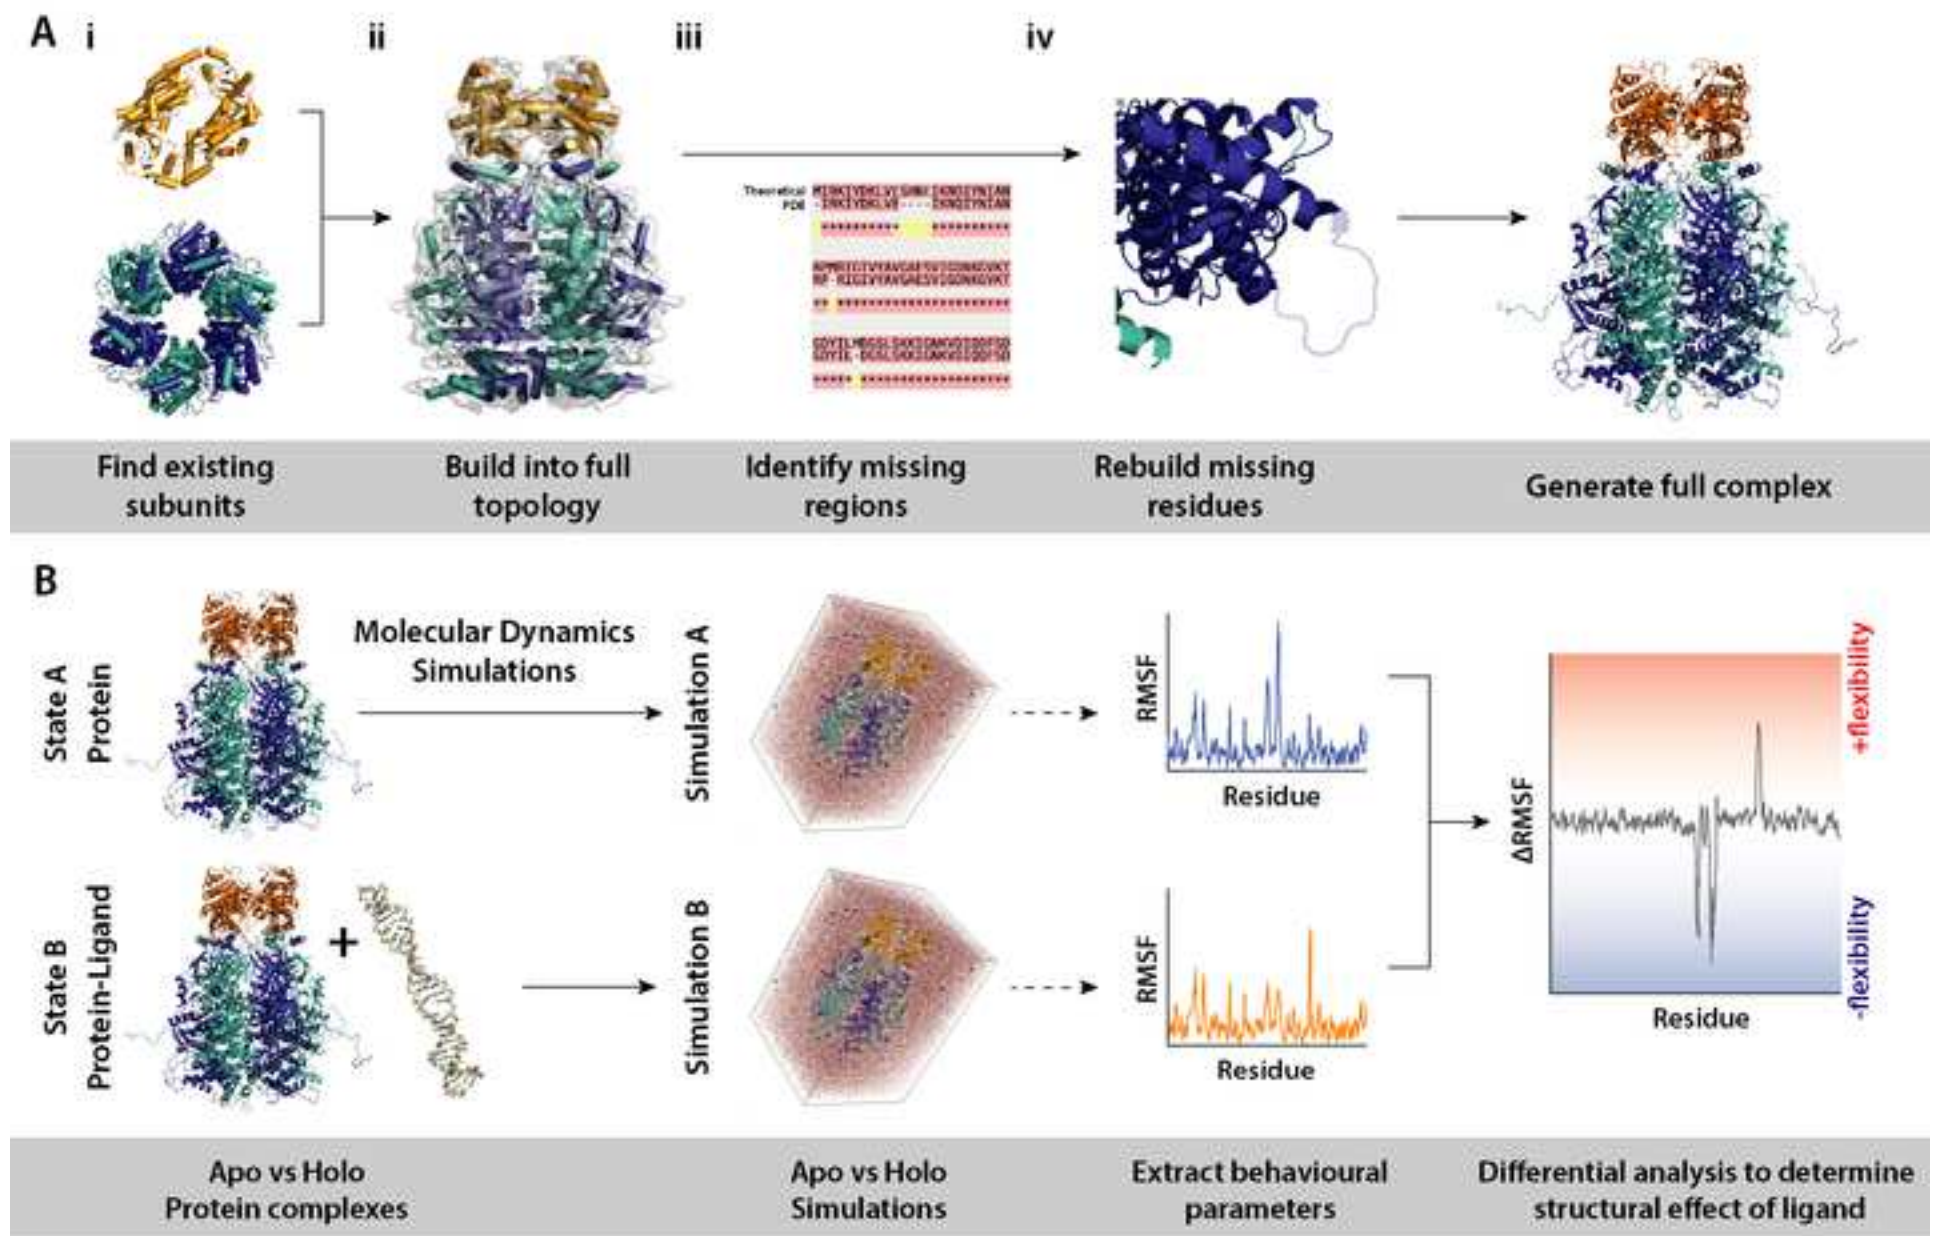 A
i
ii
iii
iv
Theoretical
PDB
Find existing
subunits
Build into full
topology
Identify missing
regions
Rebuild missing
residues
Generate full complex
B
State A
Protein
Molecular Dynamics
Simulations
Simulation A
RMSF
Residue
State B
Protein-Ligand
+
Simulation B
RMSF
Residue
ΔRMSF
Residue
+flexibility
-flexibility
Apo vs Holo
Protein complexes
Apo vs Holo
Simulations
Extract behavioural
parameters
Differential analysis to determine
structural effect of ligand